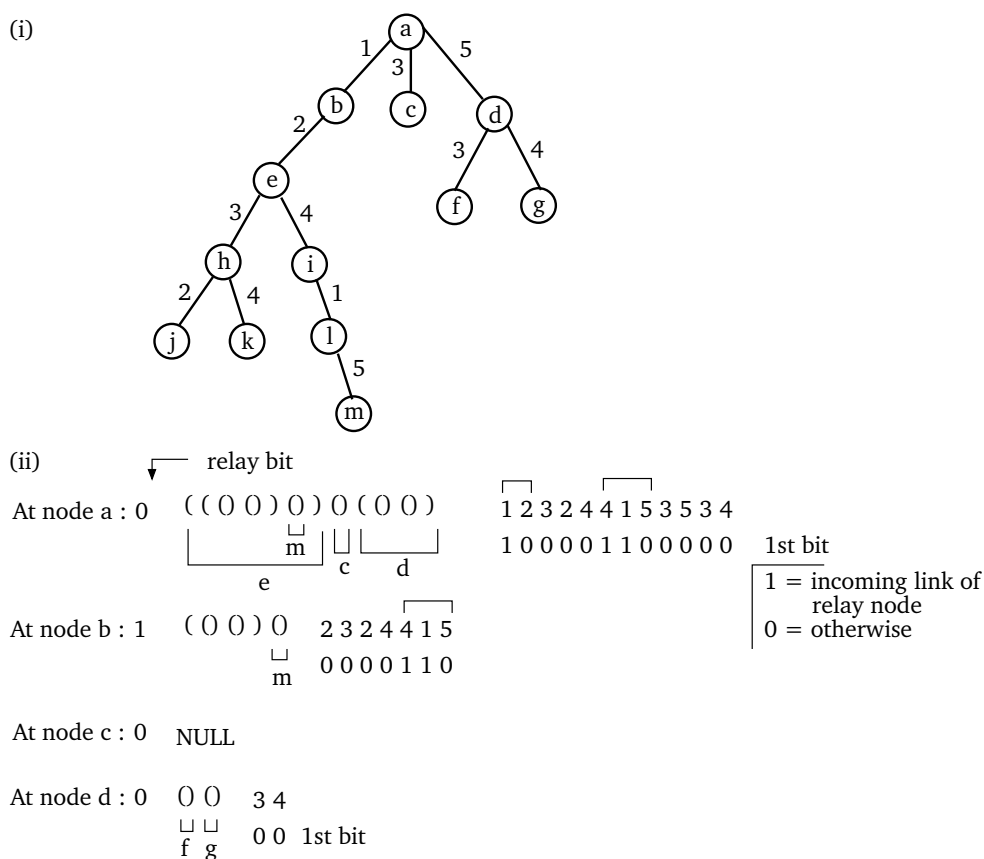 (i)
a
1 3 5
b c d
2 3 4
e f g
3 4
h i
2 4 1
j k l
5
m
(ii) relay bit
At node a : 0 ( ( () () ) () ) () ( () () ) 1 2 3 2 4 4 1 5 3 5 3 4
m 1 0 0 0 0 1 1 0 0 0 0 0 1st bit
e c d
1 = incoming link of
relay node
0 = otherwise
At node b : 1 ( () () ) () 2 3 2 4 4 1 5
m 0 0 0 0 1 1 0
At node c : 0 NULL
At node d : 0 () () 3 4
f g 0 0 1st bit